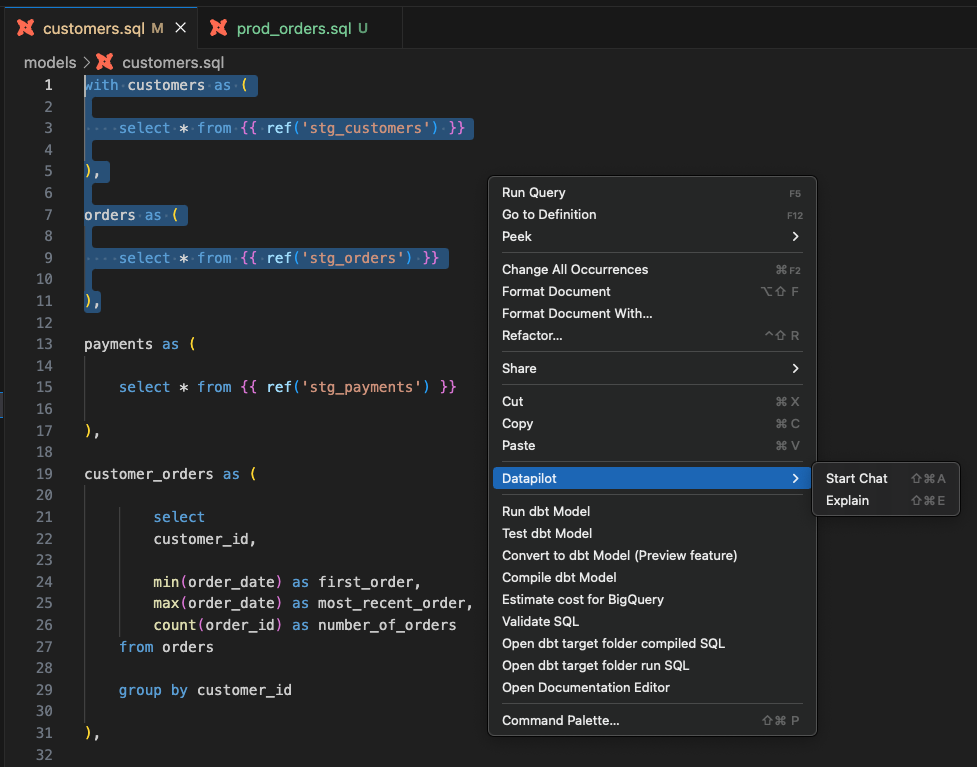 customers.sql M ×
prod_orders.sql U
models > customers.sql
1 with customers as (
2
3 select * from {{ ref('stg_customers') }}
4
5 ),
6
7 orders as (
8
9 select * from {{ ref('stg_orders') }}
10
11 ),
12
13 payments as (
14
15 select * from {{ ref('stg_payments') }}
16
17 ),
18
19 customer_orders as (
20
21 select
22 customer_id,
23
24 min(order_date) as first_order,
25 max(order_date) as most_recent_order,
26 count(order_id) as number_of_orders
27 from orders
28
29 group by customer_id
30
31 ),
32
Run Query F5
Go to Definition F12
Peek >
Change All Occurrences ⌘F2
Format Document ⌥⇧ F
Format Document With...
Refactor... ^⇧ R
Share >
Cut ⌘ X
Copy ⌘ C
Paste ⌘ V
Datapilot >
Start Chat ⇧⌘A
Explain ⇧⌘E
Run dbt Model
Test dbt Model
Convert to dbt Model (Preview feature)
Compile dbt Model
Estimate cost for BigQuery
Validate SQL
Open dbt target folder compiled SQL
Open dbt target folder run SQL
Open Documentation Editor
Command Palette... ⇧⌘ P